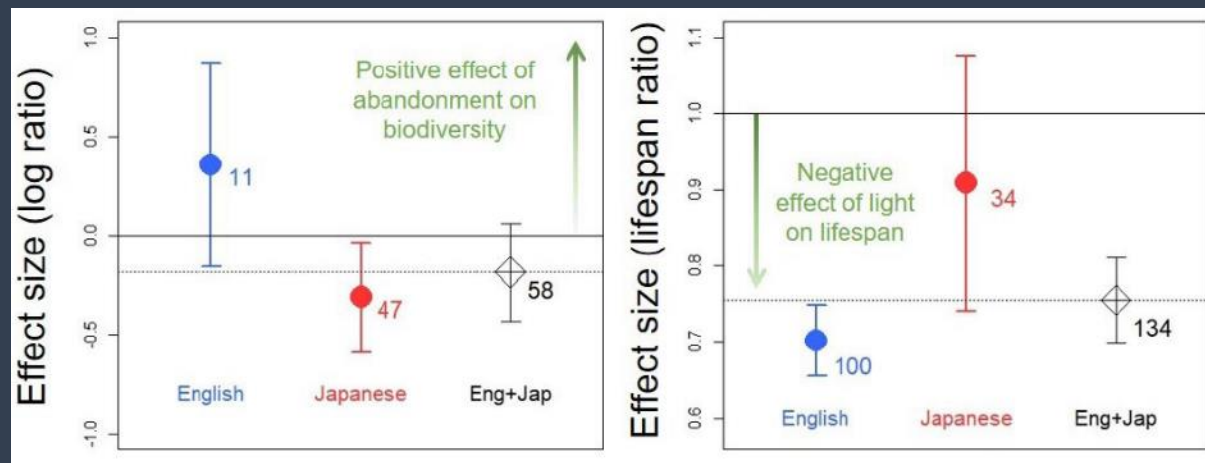 Effect size (log ratio)
1.0
0.5
0.0
-0.5
-1.0
Positive effect of
abandonment on
biodiversity
11
47
58
English
Japanese
Eng+Jap
Effect size (lifespan ratio)
1.1
1.0
0.9
0.8
0.7
0.6
Negative
effect of light
on lifespan
34
100
134
English
Japanese
Eng+Jap